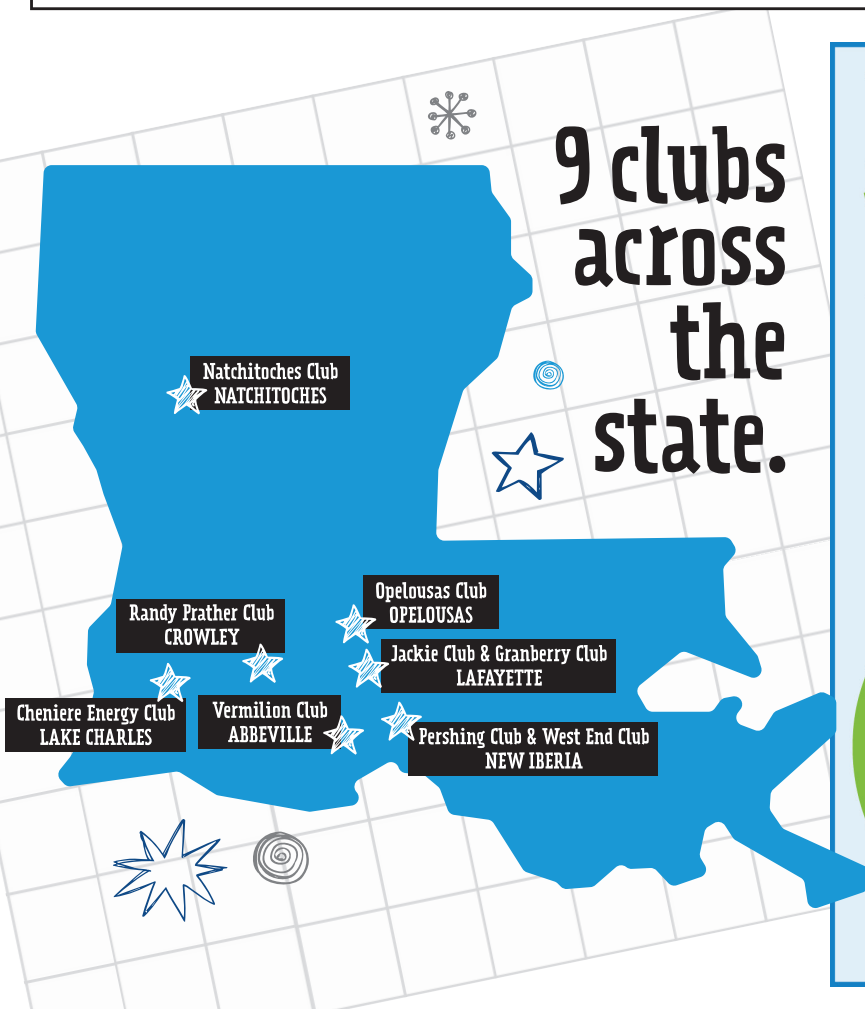 9 clubs
across
the
state.
Natchitoches Club
NATCHITOCHES
Opelousas Club
OPELOUSAS
Randy Prather Club
CROWLEY
Jackie Club & Granberry Club
LAFAYETTE
Cheniere Energy Club
LAKE CHARLES
Vermilion Club
ABBEVILLE
Pershing Club & West End Club
NEW IBERIA